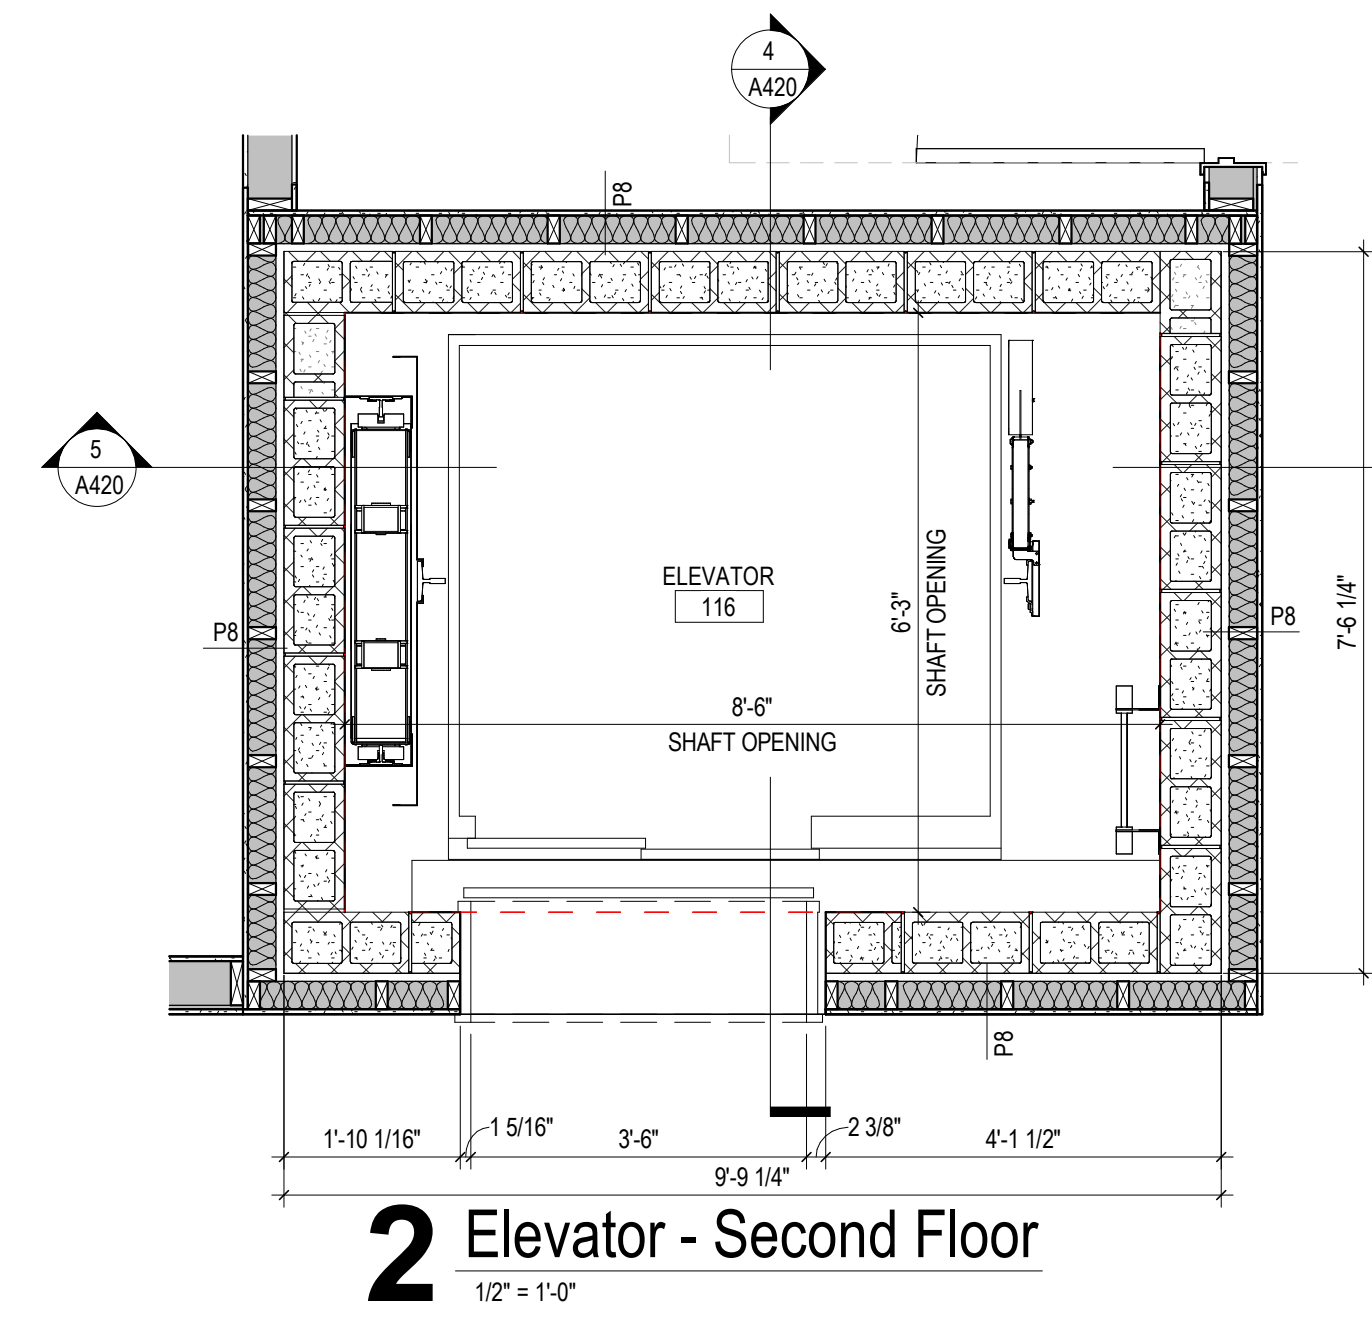 4
A420
P8
5
A420
ELEVATOR
116
6'-3"
SHAFT OPENING
P8
P8
7'-6 1/4"
8'-6"
SHAFT OPENING
P8
1'-10 1/16"
1 5/16"
3'-6"
2 3/8"
4'-1 1/2"
9'-9 1/4"
2 Elevator - Second Floor
1/2" = 1'-0"